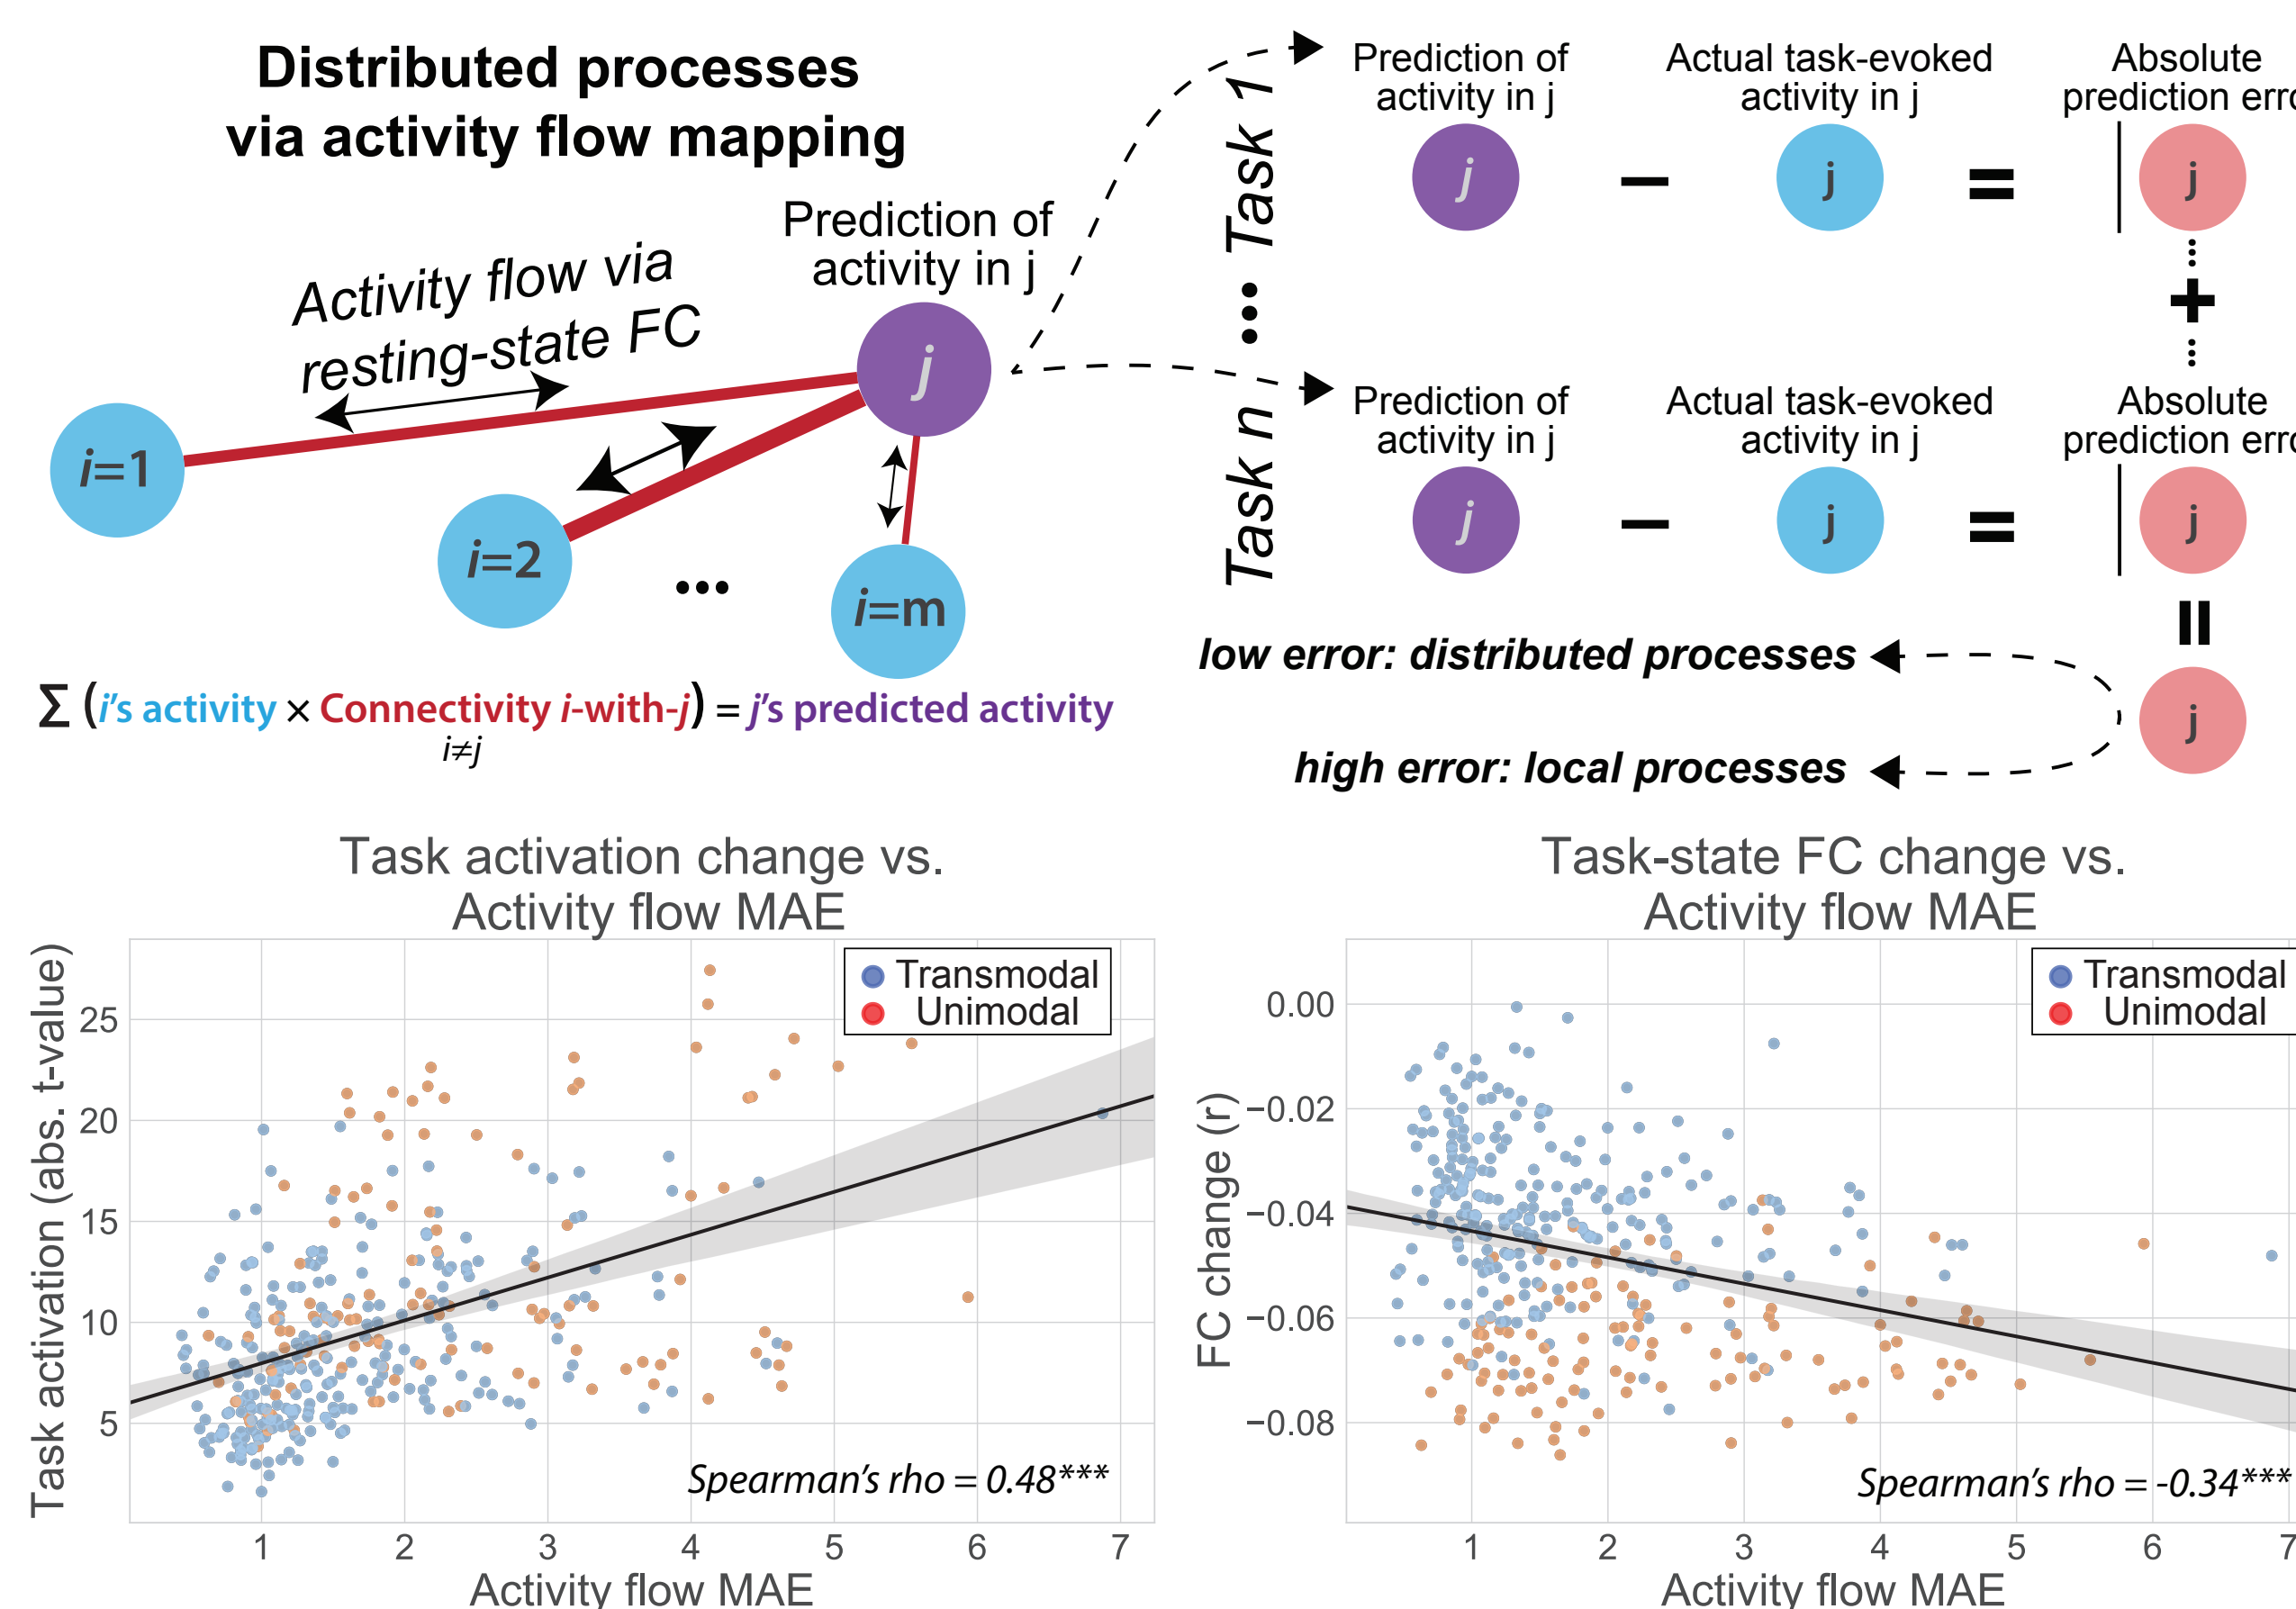 Distributed processes
via activity flow mapping
Activity flow via
resting-state FC
Prediction of
activity in j
j
i=1
i=2
...
i=m
Σ (i's activity × Connectivity i-with-j) = j's predicted activity
i≠j
Task n ... Task 1
Prediction of
activity in j
Actual task-evoked
activity in j
Absolute
prediction erro
j − j = | j
+
Prediction of
activity in j
Actual task-evoked
activity in j
Absolute
prediction erro
j − j = | j
=
j
low error: distributed processes
high error: local processes
Task activation change vs.
Activity flow MAE
Transmodal
Unimodal
Task activation (abs. t-value)
25
20
15
10
5
Spearman's rho = 0.48***
1 2 3 4 5 6 7
Activity flow MAE
Task-state FC change vs.
Activity flow MAE
Transmodal
Unimodal
FC change (r)
0.00
−0.02
−0.04
−0.06
−0.08
Spearman's rho = -0.34***
1 2 3 4 5 6 7
Activity flow MAE